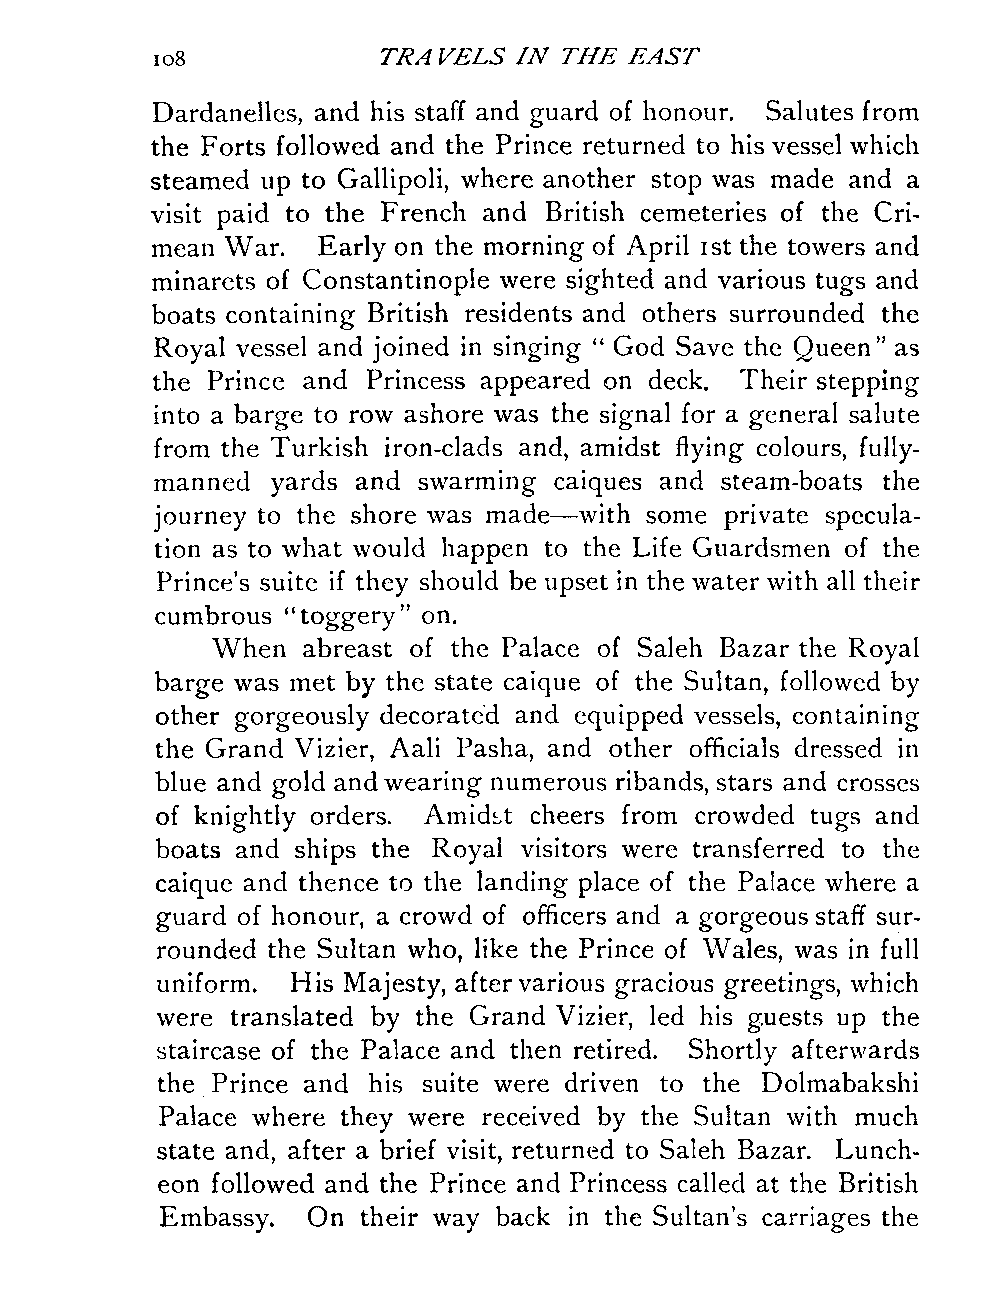 108 TRAVELS IN THE EAST
Dardanelles, and his staff and guard of honour. Salutes from
the Forts followed and the Prince returned to his vessel which
steamed up to Gallipoli, where another stop was made and a
visit paid to the French and British cemeteries of the Cri-
mean War. Early on the morning of April 1st the towers and
minarets of Constantinople were sighted and various tugs and
boats containing British residents and others surrounded the
Royal vessel and joined in singing “ God Save the Queen” as
the Prince and Princess appeared on deck. Their stepping
into a barge to row ashore was the signal for a general salute
from the Turkish iron-clads and, amidst flying colours, fully-
manned yards and swarming caiques and steam-boats the
journey to the shore was made—with some private specula-
tion as to what would happen to the Life Guardsmen of the
Prince's suite if they should be upset in the water with all their
cumbrous “toggery” on.
When abreast of the Palace of Saleh Bazar the Royal
barge was met by the state caique of the Sultan, followed by
other gorgeously decorated and equipped vessels, containing
the Grand Vizier, Aali Pasha, and other officials dressed in
blue and gold and wearing numerous ribands, stars and crosses
of knightly orders. Amidst cheers from crowded tugs and
boats and ships the Royal visitors were transferred to the
caique and thence to the landing place of the Palace where a
guard of honour, a crowd of officers and a gorgeous staff sur-
rounded the Sultan who, like the Prince of Wales, was in full
uniform. His Majesty, after various gracious greetings, which
were translated by the Grand Vizier, led his guests up the
staircase of the Palace and then retired. Shortly afterwards
the Prince and his suite were driven to the Dolmabakshi
Palace where they were received by the Sultan with much
state and, after a brief visit, returned to Saleh Bazar. Lunch-
eon followed and the Prince and Princess called at the British
Embassy. On their way back in the Sultan's carriages the